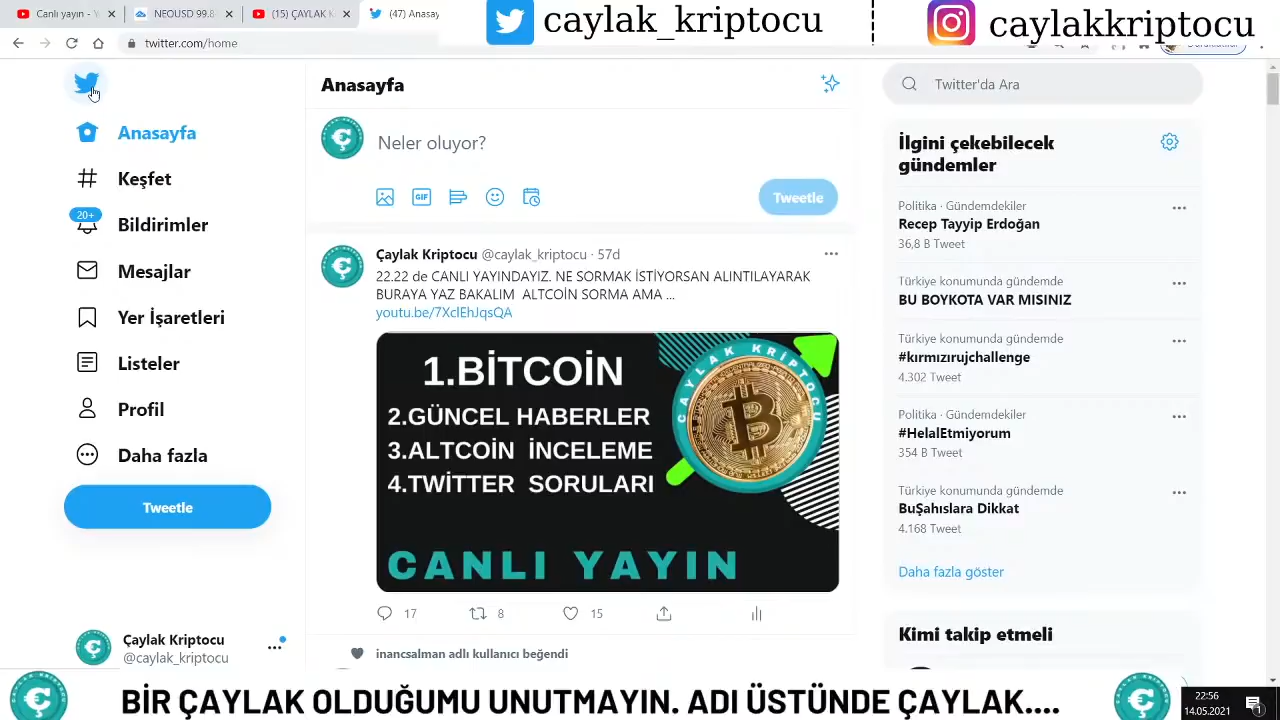 Canlı yayın - Y
NEOUSD 99.8
(15) ÇAYLAK K
(47) Anasay
caylak_kriptocu
caylakkriptocu
twitter.com/home
Anasayfa
Keşfet
20+
Bildirimler
Mesajlar
Yer İşaretleri
Listeler
Profil
Daha fazla
Tweetle
Çaylak Kriptocu
@caylak_kriptocu
Anasayfa
Neler oluyor?
GIF
Tweetle
Çaylak Kriptocu @caylak_kriptocu · 57d
22.22 de CANLI YAYINDAYIZ. NE SORMAK İSTİYORSAN ALINTILAYARAK
BURAYA YAZ BAKALIM ALTCOİN SORMA AMA ...
youtu.be/7XclEhJqsQA
1.BİTCOİN
2.GÜNCEL HABERLER
3.ALTCOİN İNCELEME
4.TWİTTER SORULARI
CANLI YAYIN
CAYLAK KRIPTOCU
17 8 15
inancsalman adlı kullanıcı beğendi
Twitter'da Ara
İlgini çekebilecek
gündemler
Politika · Gündemdekiler
Recep Tayyip Erdoğan
36,8 B Tweet
Türkiye konumunda gündemde
BU BOYKOTA VAR MISINIZ
Türkiye konumunda gündemde
#kırmızırujchallenge
4.302 Tweet
Politika · Gündemdekiler
#HelalEtmiyorum
354 B Tweet
Türkiye konumunda gündemde
BuŞahıslara Dikkat
4.168 Tweet
Daha fazla göster
Kimi takip etmeli
BİR ÇAYLAK OLDUĞUMU UNUTMAYIN. ADI ÜSTÜNDE ÇAYLAK....
22:56
14.05.2021
1